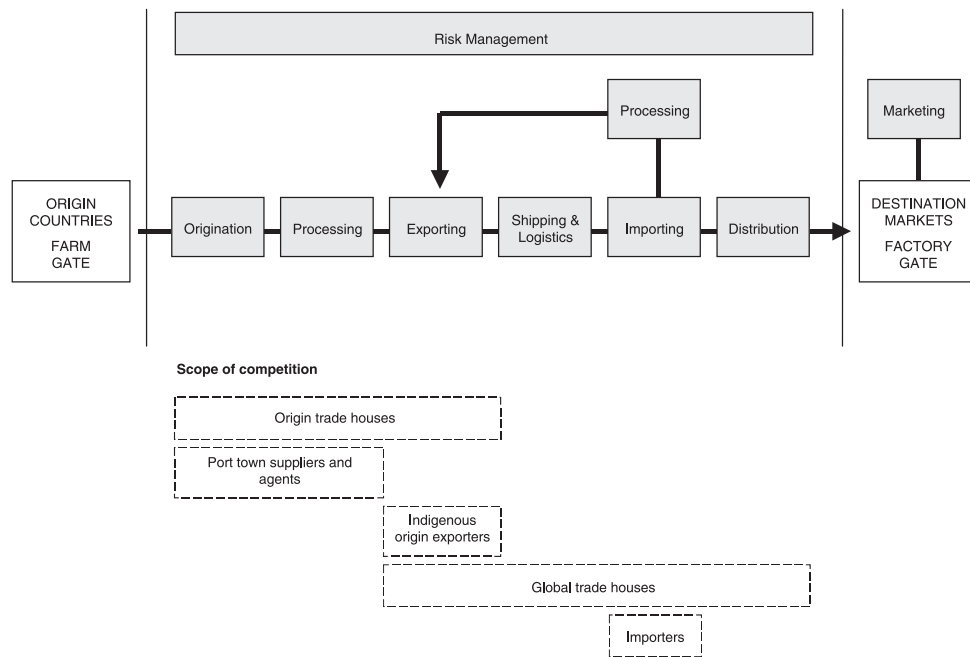 Risk Management
Processing
Marketing
ORIGIN
COUNTRIES
FARM
GATE
Origination
Processing
Exporting
Shipping &
Logistics
Importing
Distribution
DESTINATION
MARKETS
FACTORY
GATE
Scope of competition
Origin trade houses
Port town suppliers and
agents
Indigenous
origin exporters
Global trade houses
Importers